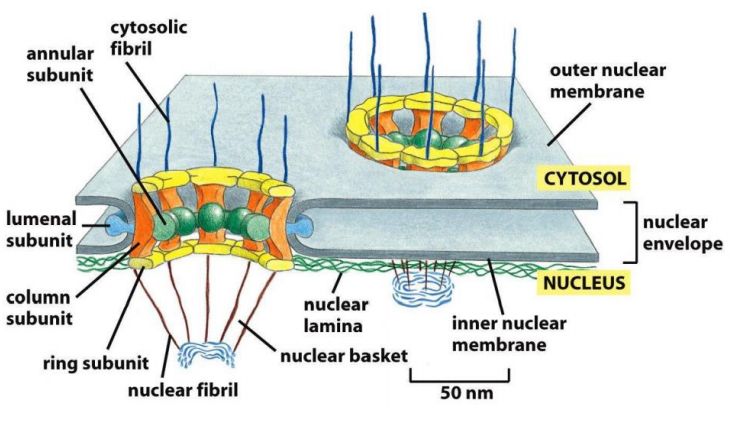 cytosolic
fibril
annular
subunit
outer nuclear
membrane
CYTOSOL
lumenal
subunit
nuclear
envelope
NUCLEUS
column
subunit
nuclear
lamina
inner nuclear
membrane
ring subunit
nuclear basket
nuclear fibril
50 nm